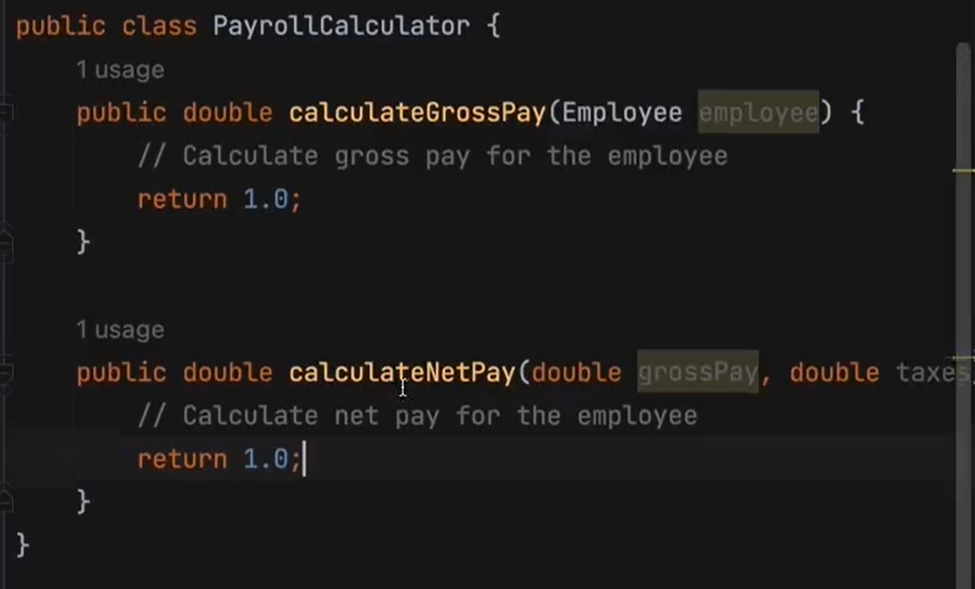 public class PayrollCalculator {
1 usage
public double calculateGrossPay(Employee employee) {
// Calculate gross pay for the employee
return 1.0;
}
1 usage
public double calculateNetPay(double grossPay, double taxes
// Calculate net pay for the employee
return 1.0;
}
}